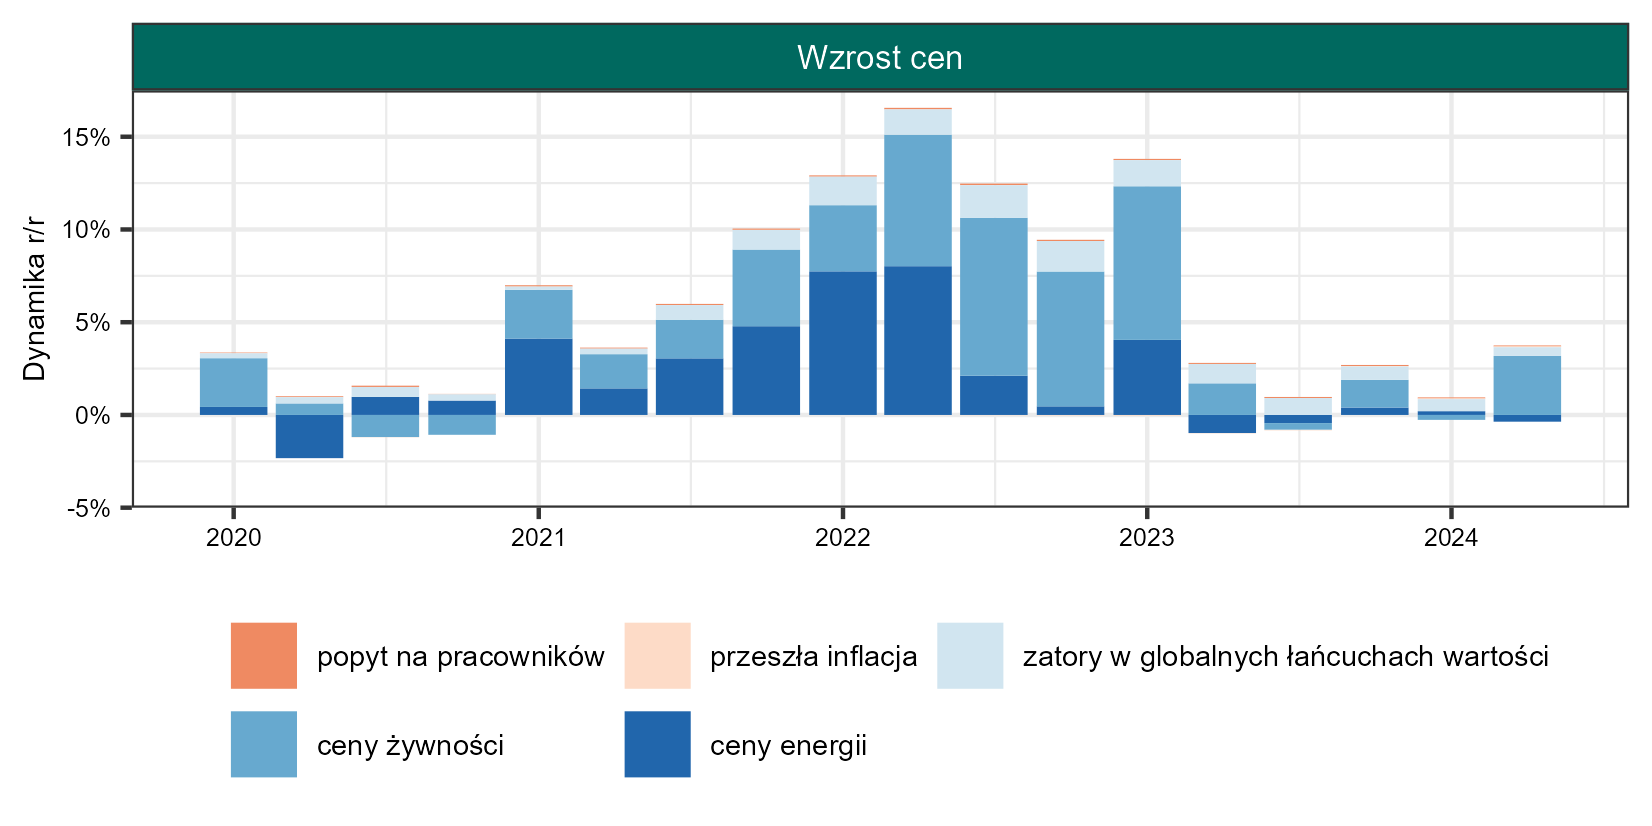 Wzrost cen
Dynamika r/r
15%
10%
5%
0%
-5%
2020 2021 2022 2023 2024
popyt na pracowników przeszła inflacja zatory w globalnych łańcuchach wartości
ceny żywności ceny energii